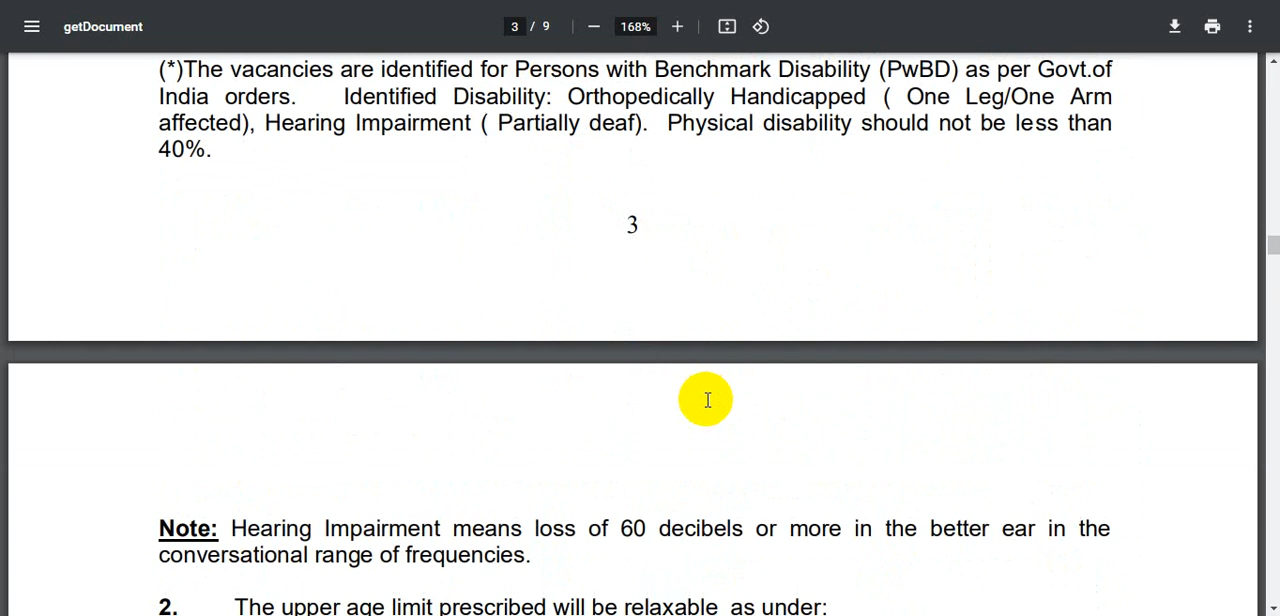 getDocument
3 / 9
168%
(*)The vacancies are identified for Persons with Benchmark Disability (PwBD) as per Govt.of
India orders. Identified Disability: Orthopedically Handicapped ( One Leg/One Arm
affected), Hearing Impairment ( Partially deaf). Physical disability should not be less than
40%.
3
Note: Hearing Impairment means loss of 60 decibels or more in the better ear in the
conversational range of frequencies.
2. The upper age limit prescribed will be relaxable as under: